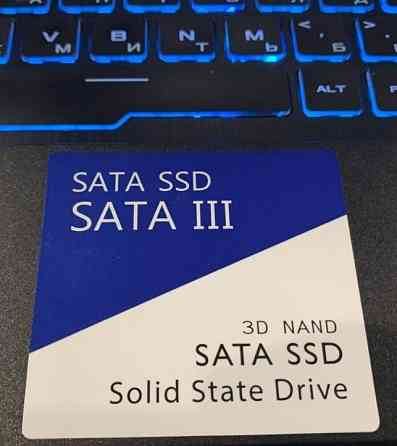 V М
B И
N Т
M Ь
< , Б
>
ALT
SATA SSD
SATA III
3D NAND
SATA SSD
Solid State Drive